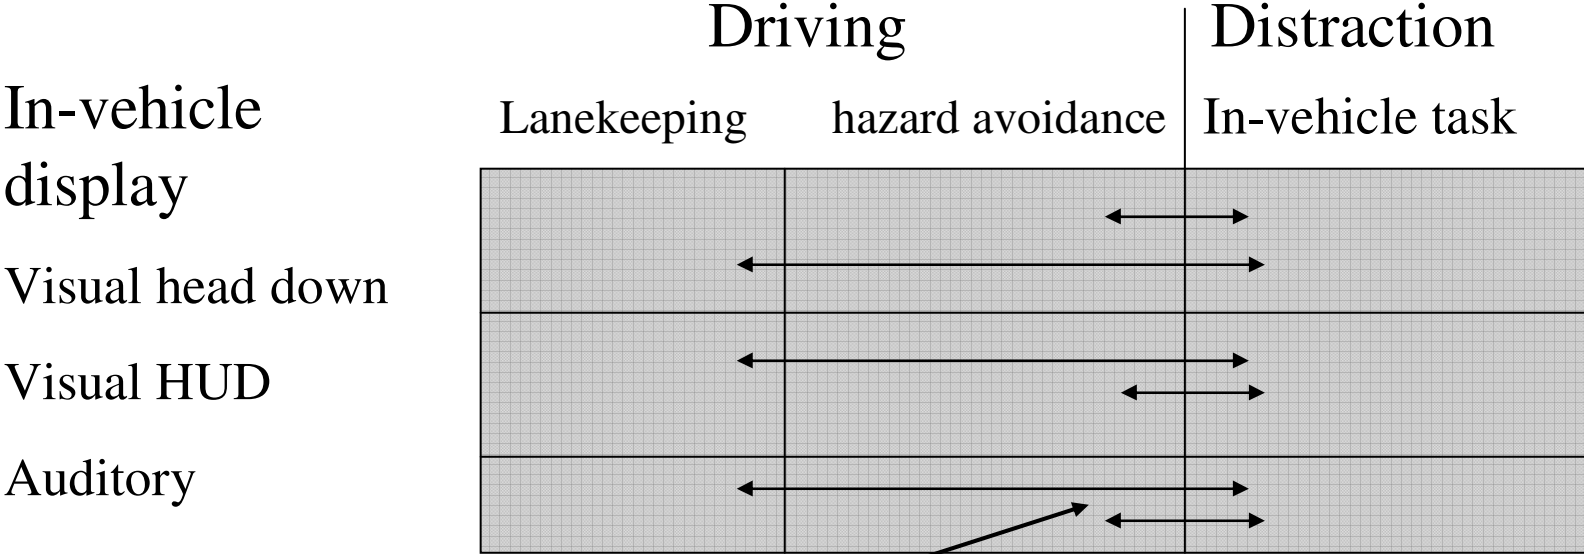 Driving Distraction
In-vehicle
display
Lanekeeping hazard avoidance In-vehicle task
Visual head down
Visual HUD
Auditory